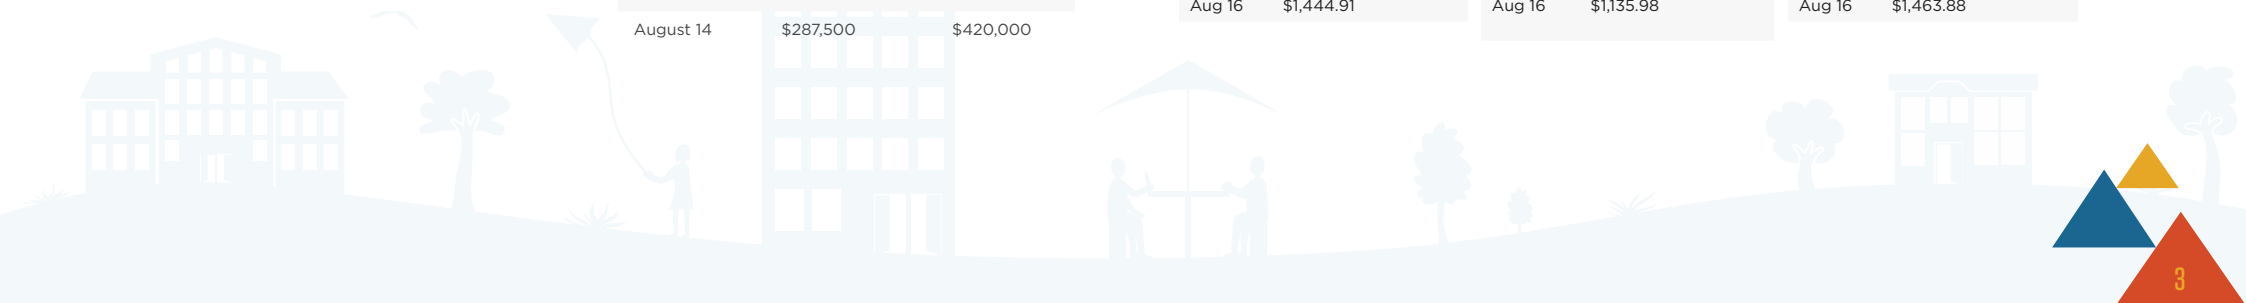 Aug 16 $1,444.91 Aug 16 $1,135.98 Aug 16 $1,463.88
August 14 $287,500 $420,000
3